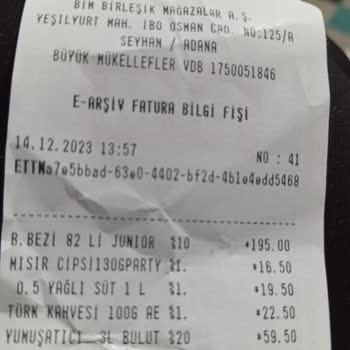 BİM BİRLEŞİK MAĞAZALAR A.Ş.
YEŞİLYURT MAH. İBO OSMAN CAD. NO:125/A
SEYHAN / ADANA
BÜYÜK MÜKELLEFLER VDB 1750051846
E-ARŞİV FATURA BİLGİ FİŞİ
14.12.2023 13:57
NO : 41
ETTNa7e5bbad-63e0-4402-bf2d-4b1e4edd5468
B.BEZİ 82 Lİ JUNIOR %10 *195.00
MISIR CİPSİ130GPARTY %1. *16.50
0.5 YAĞLI SÜT 1 L %1. *19.50
TÜRK KAHVESİ 100G AE %1. *22.50
YUMUŞATICI 3L BULUT %20 *59.50